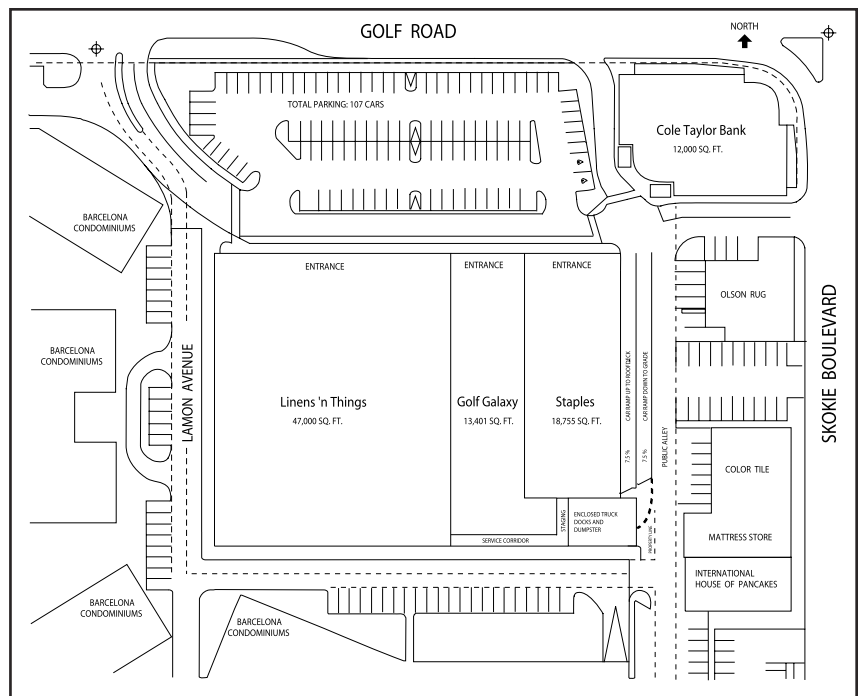 GOLF ROAD
NORTH
TOTAL PARKING: 107 CARS
Cole Taylor Bank
12,000 SQ. FT.
BARCELONA
CONDOMINIUMS
ENTRANCE
ENTRANCE
ENTRANCE
OLSON RUG
SKOKIE BOULEVARD
BARCELONA
CONDOMINIUMS
LAMON AVENUE
Linens 'n Things
47,000 SQ. FT.
Golf Galaxy
13,401 SQ. FT.
Staples
18,755 SQ. FT.
CAR RAMP UP TO ROOF DECK
7.5 %
CAR RAMP DOWN TO GRADE
7.5 %
PUBLIC ALLEY
COLOR TILE
MATTRESS STORE
STAGING
ENCLOSED TRUCK
DOCKS AND
DUMPSTER
PROPERTY LINE
SERVICE CORRIDOR
INTERNATIONAL
HOUSE OF PANCAKES
BARCELONA
CONDOMINIUMS
BARCELONA
CONDOMINIUMS